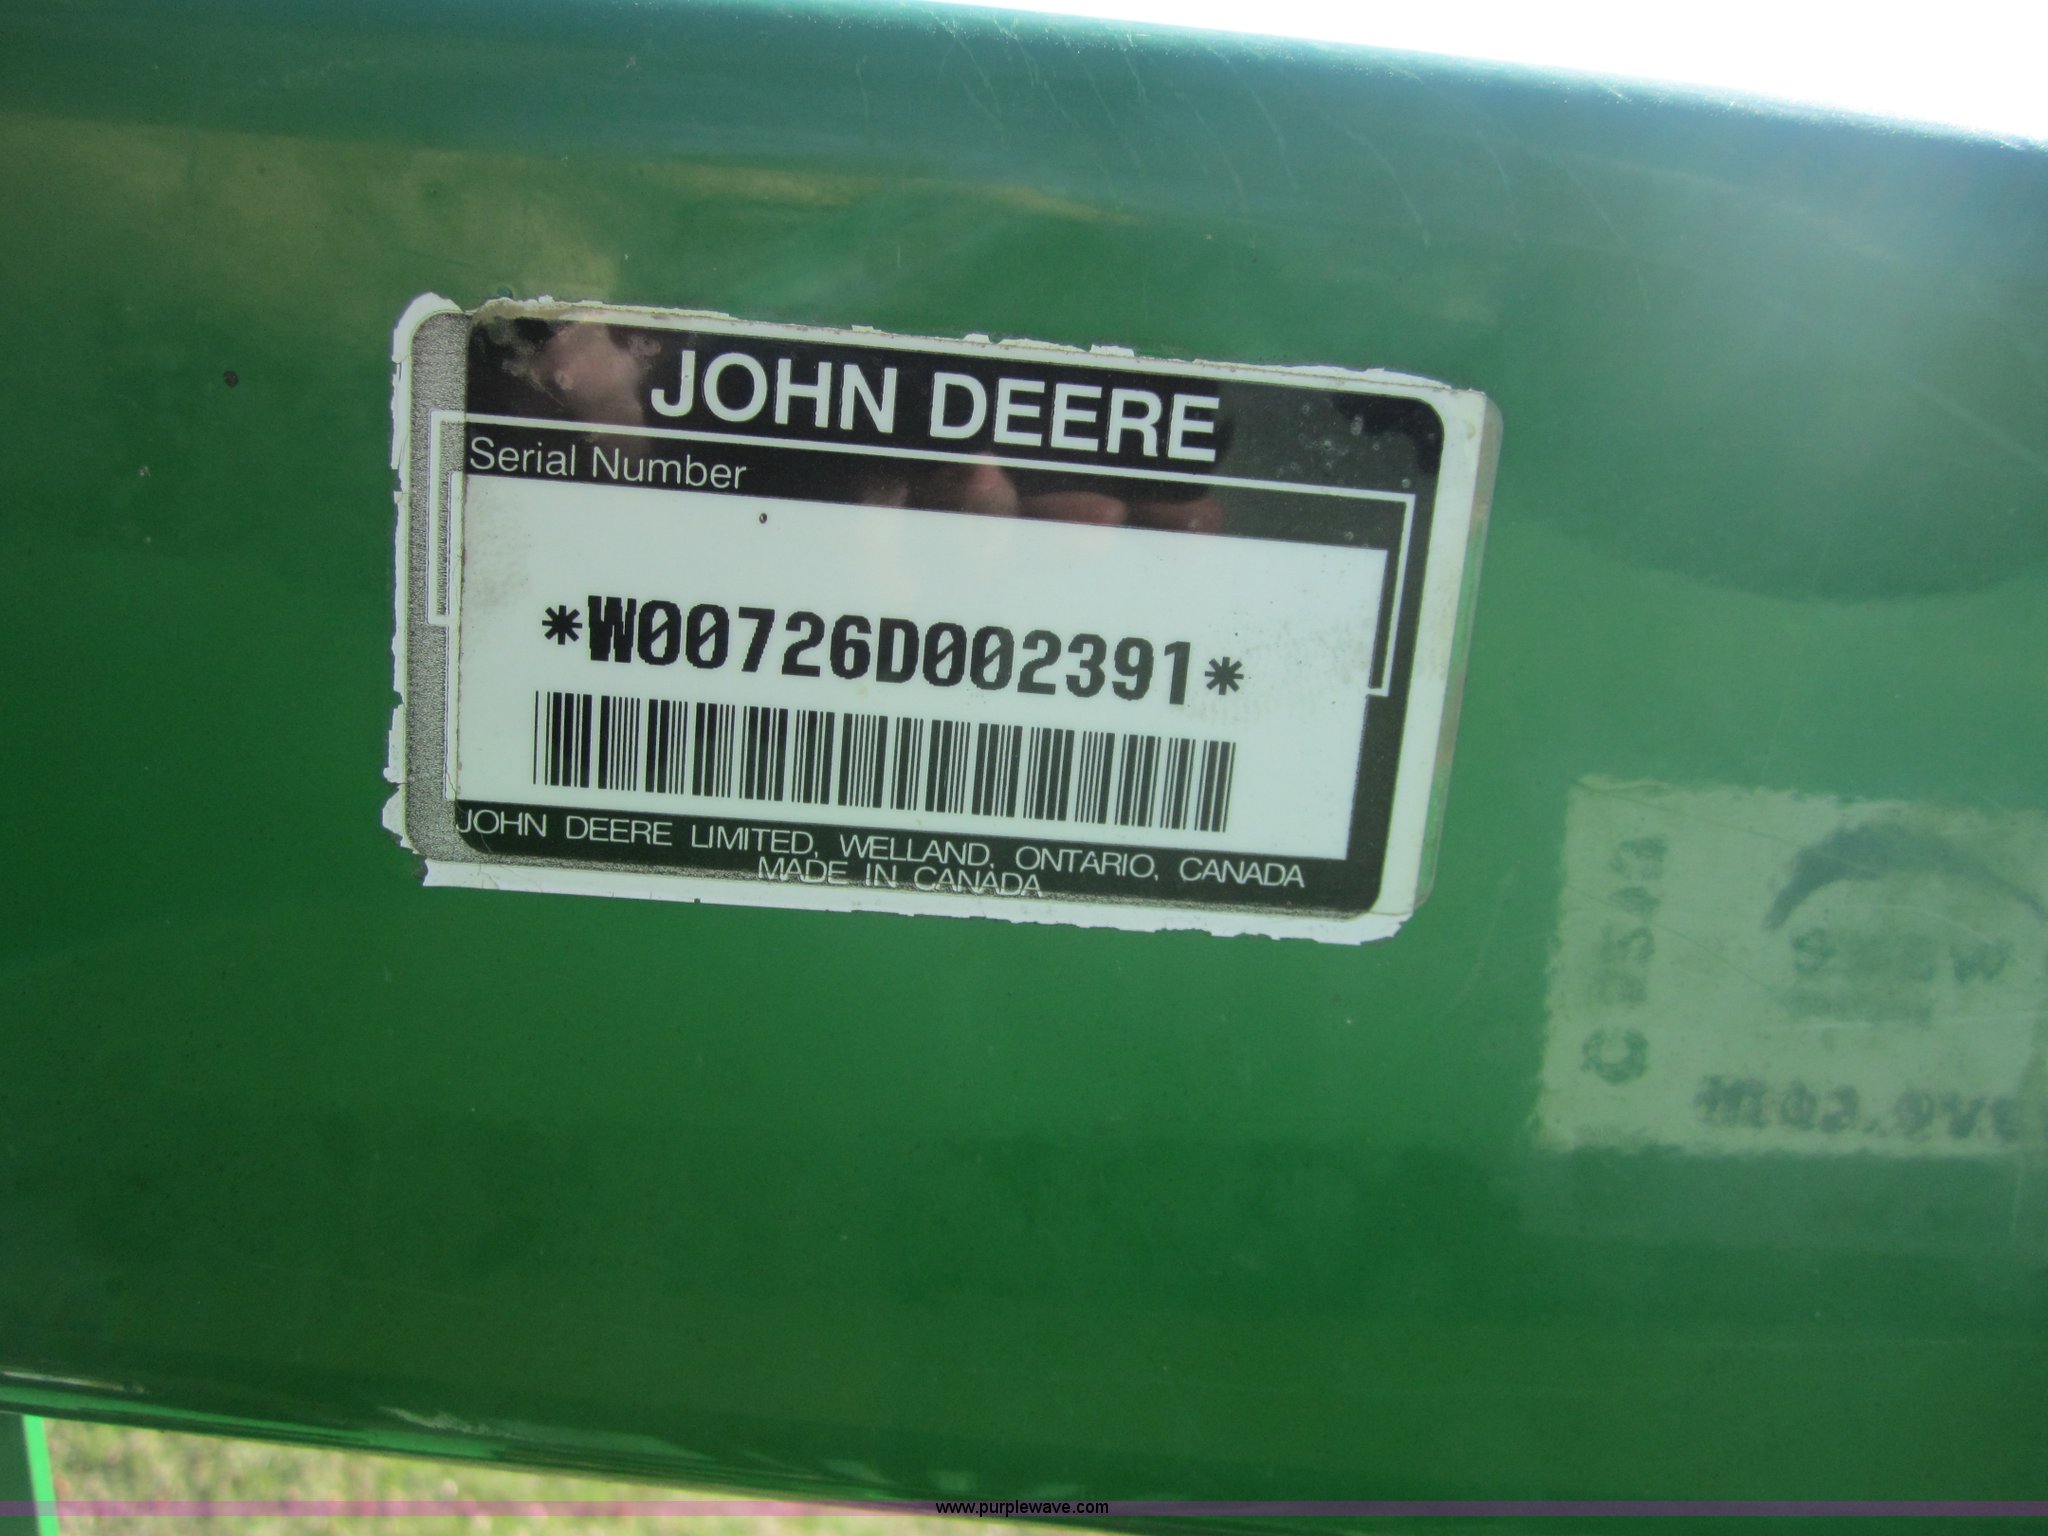 JOHN DEERE
Serial Number
*W00726D002391*
JOHN DEERE LIMITED, WELLAND, ONTARIO, CANADA
MADE IN CANADA
www.purplewave.com